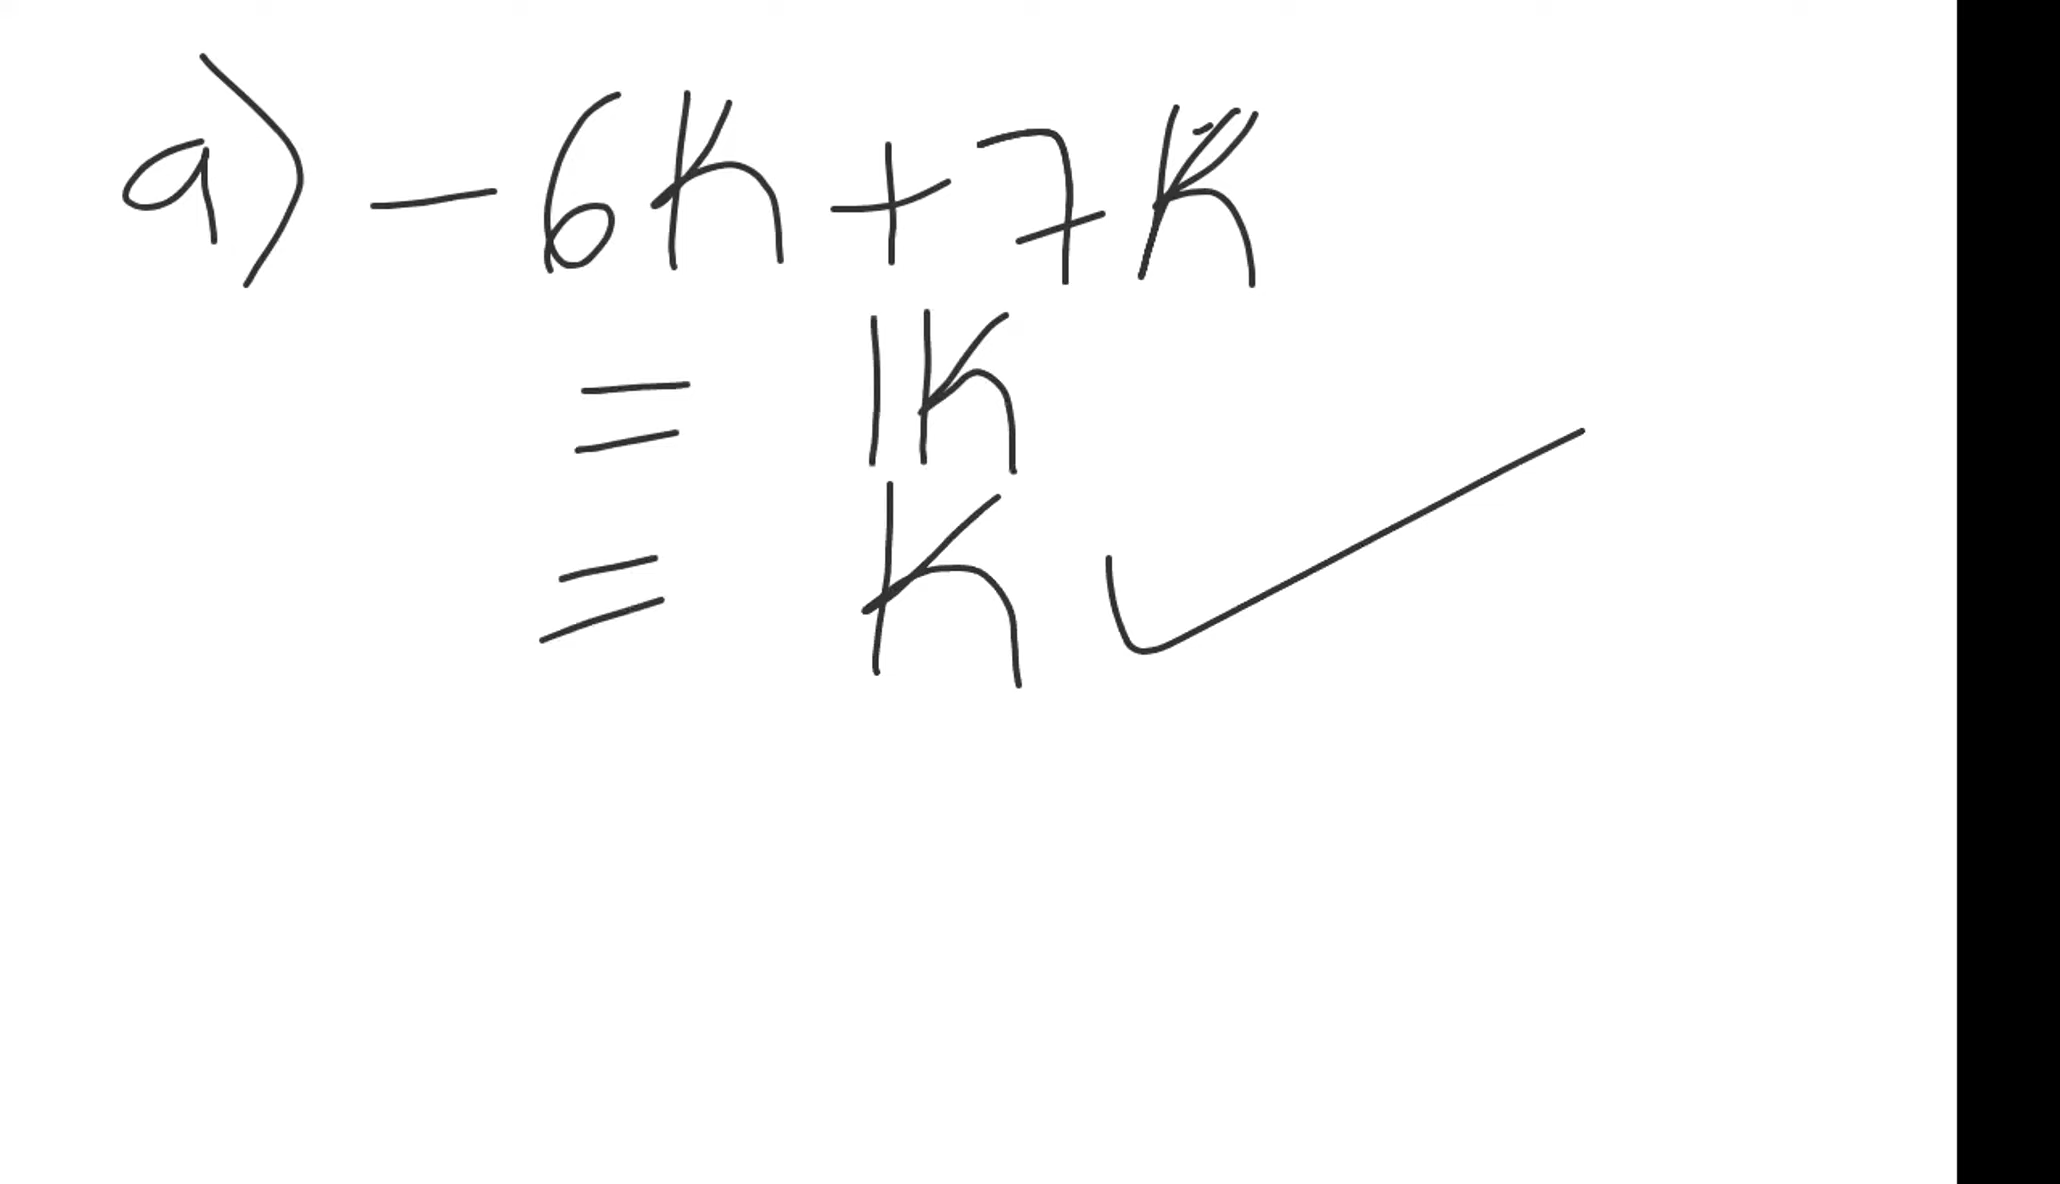 a) -6k + 7k
= 1k
= k ✓